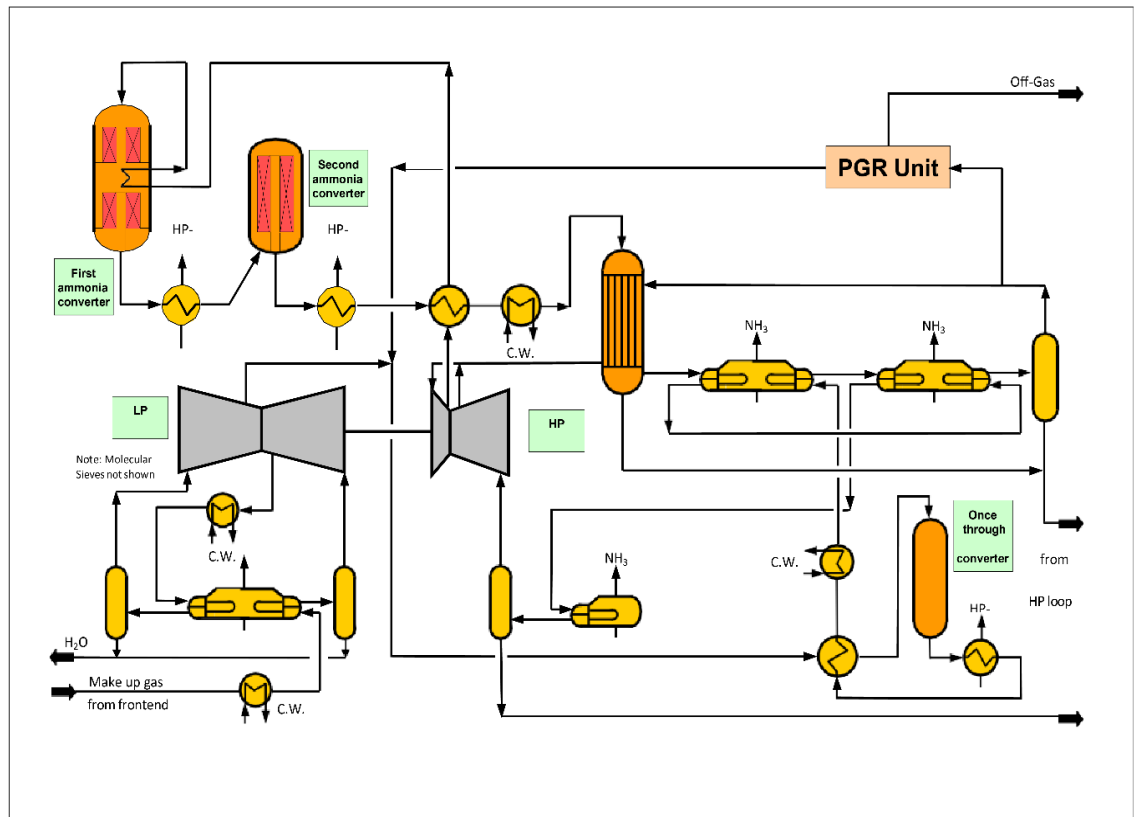 Off-Gas
PGR Unit
Second
ammonia
converter
HP-
HP-
First
ammonia
converter
C.W.
NH3
NH3
LP
HP
Note: Molecular
Sieves not shown
Once
through
converter
C.W.
NH3
C.W.
from
HP-
HP loop
H2O
Make up gas
from frontend
C.W.